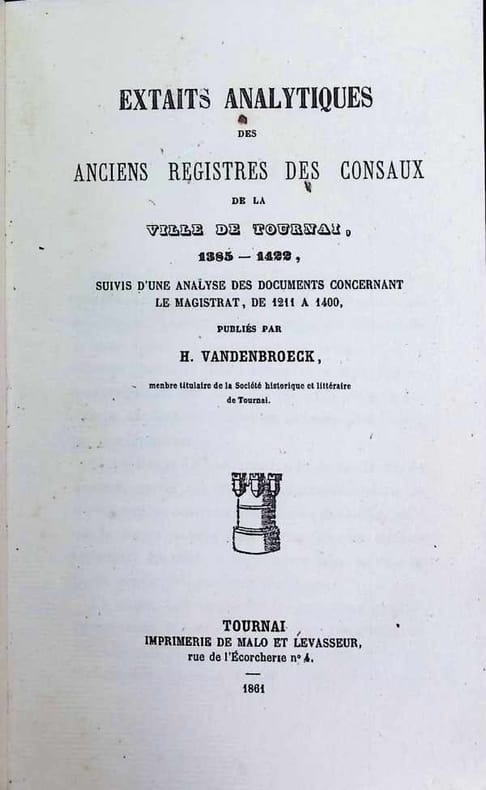 EXTAITS ANALYTIQUES
DES
ANCIENS REGISTRES DES CONSAUX
DE LA
VILLE DE TOURNAI,
1385 — 1422,
SUIVIS D'UNE ANALYSE DES DOCUMENTS CONCERNANT
LE MAGISTRAT, DE 1211 A 1400,
PUBLIÉS PAR
H. VANDENBROECK,
menbre titulaire de la Société historique et littéraire
de Tournai.
TOURNAI
IMPRIMERIE DE MALO ET LEVASSEUR,
rue de l'Écorcherie nº 4.
1861